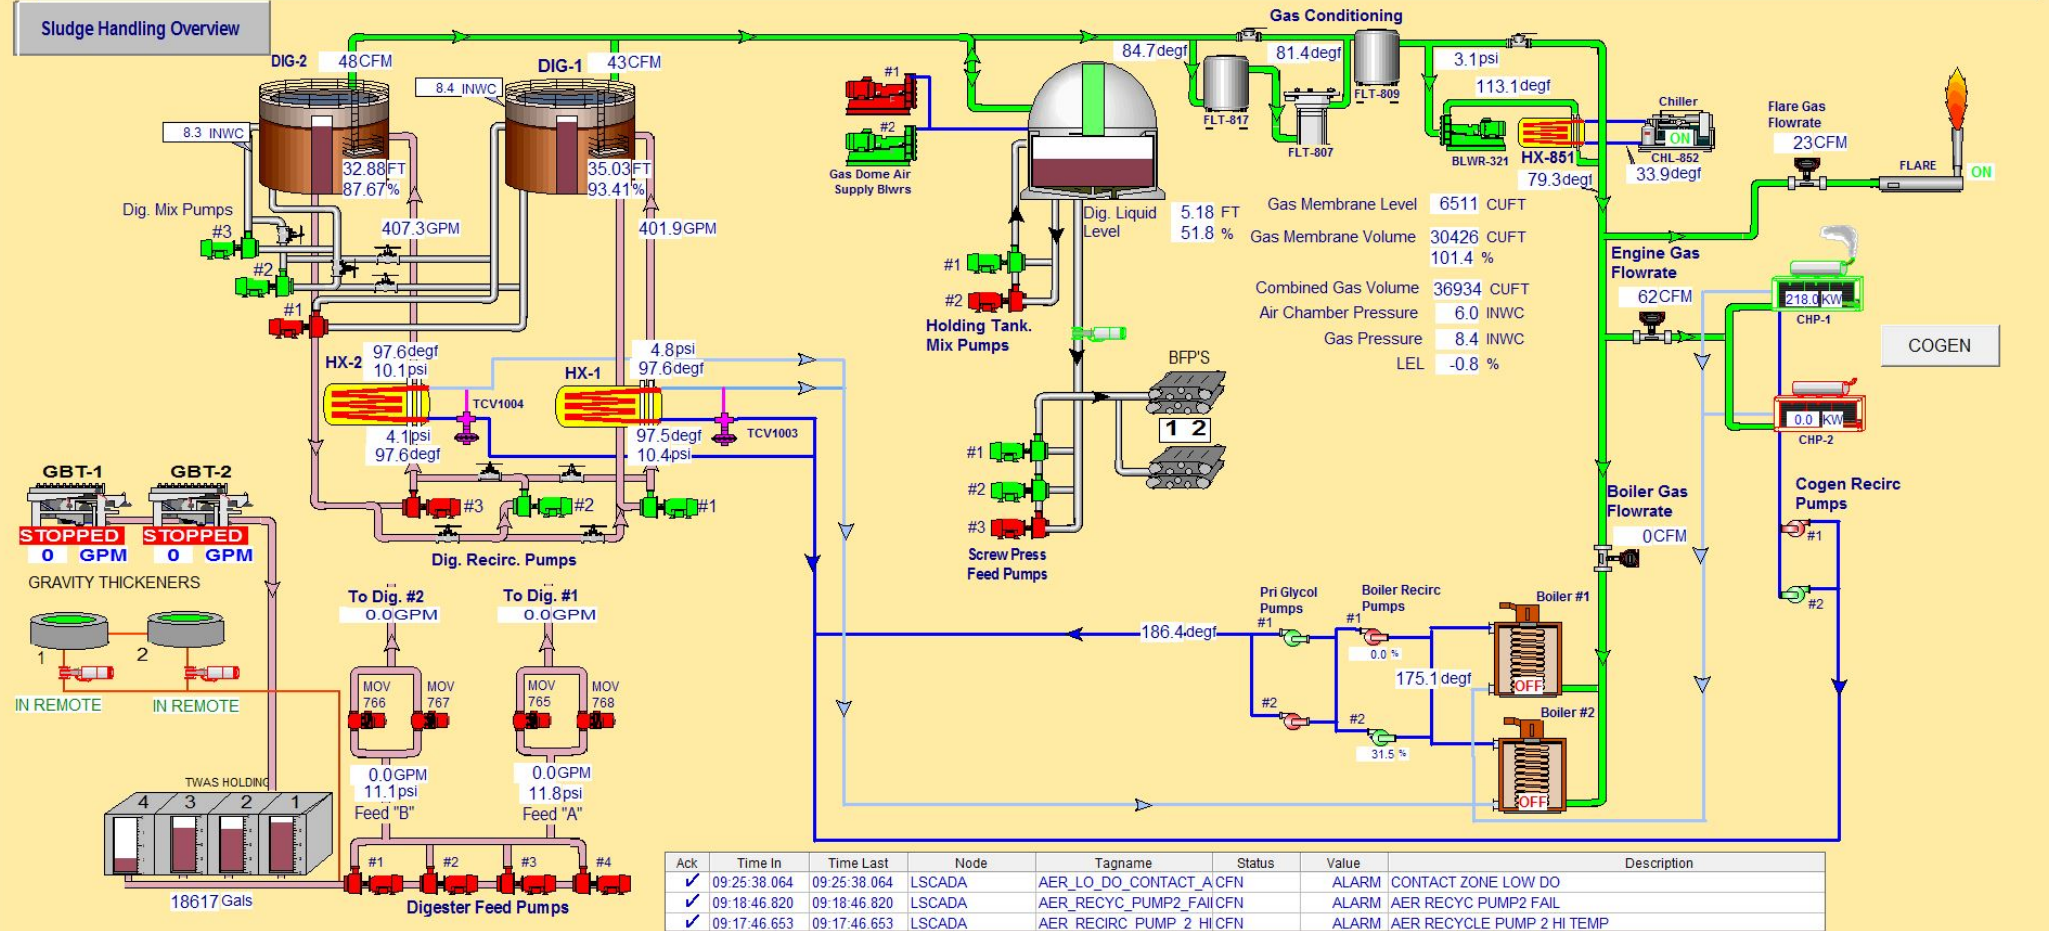 Sludge Handling Overview
Gas Conditioning
DIG-2
48CFM
DIG-1
43CFM
8.4 INWC
8.3 INWC
32.88FT
87.67%
35.03FT
93.41%
Dig. Mix Pumps
#3
#2
#1
407.3GPM
401.9GPM
#1
#2
Gas Dome Air
Supply Blwrs
84.7degf
81.4degf
FLT-817
FLT-807
FLT-809
3.1psi
113.1degf
BLWR-321
HX-851
79.3degf
Chiller
ON
CHL-852
33.9degf
Flare Gas
Flowrate
23CFM
FLARE
ON
Dig. Liquid
Level
5.18 FT
51.8 %
Gas Membrane Level 6511 CUFT
Gas Membrane Volume 30426 CUFT
101.4 %
Combined Gas Volume 36934 CUFT
Air Chamber Pressure 6.0 INWC
Gas Pressure 8.4 INWC
LEL -0.8 %
#1
#2
Holding Tank.
Mix Pumps
Engine Gas
Flowrate
62CFM
218.0 KW
CHP-1
0.0 KW
CHP-2
COGEN
HX-2
97.6degf
10.1psi
TCV1004
4.1psi
97.6degf
HX-1
4.8psi
97.6degf
TCV1003
97.5degf
10.4psi
BFP'S
1 2
#1
#2
#3
Screw Press
Feed Pumps
GBT-1
GBT-2
STOPPED
STOPPED
0 GPM
0 GPM
#3
#2
#1
Dig. Recirc. Pumps
GRAVITY THICKENERS
1
2
IN REMOTE
IN REMOTE
To Dig. #2
0.0GPM
To Dig. #1
0.0GPM
MOV
766
MOV
767
MOV
765
MOV
768
0.0GPM
11.1psi
Feed "B"
0.0GPM
11.8psi
Feed "A"
TWAS HOLDING
4 3 2 1
18617 Gals
#1
#2
#3
#4
Digester Feed Pumps
Boiler Gas
Flowrate
0CFM
Cogen Recirc
Pumps
#1
#2
Pri Glycol
Pumps
#1
#2
Boiler Recirc
Pumps
#1
0.0 %
#2
31.5 %
186.4degf
175.1degf
Boiler #1
OFF
Boiler #2
OFF
Ack Time In Time Last Node Tagname Status Value Description
✓ 09:25:38.064 09:25:38.064 LSCADA AER_LO_DO_CONTACT_A CFN ALARM CONTACT ZONE LOW DO
✓ 09:18:46.820 09:18:46.820 LSCADA AER_RECYC_PUMP2_FAI CFN ALARM AER RECYC PUMP2 FAIL
✓ 09:17:46.653 09:17:46.653 LSCADA AER_RECIRC_PUMP_2_HI CFN ALARM AER RECYCLE PUMP 2 HI TEMP